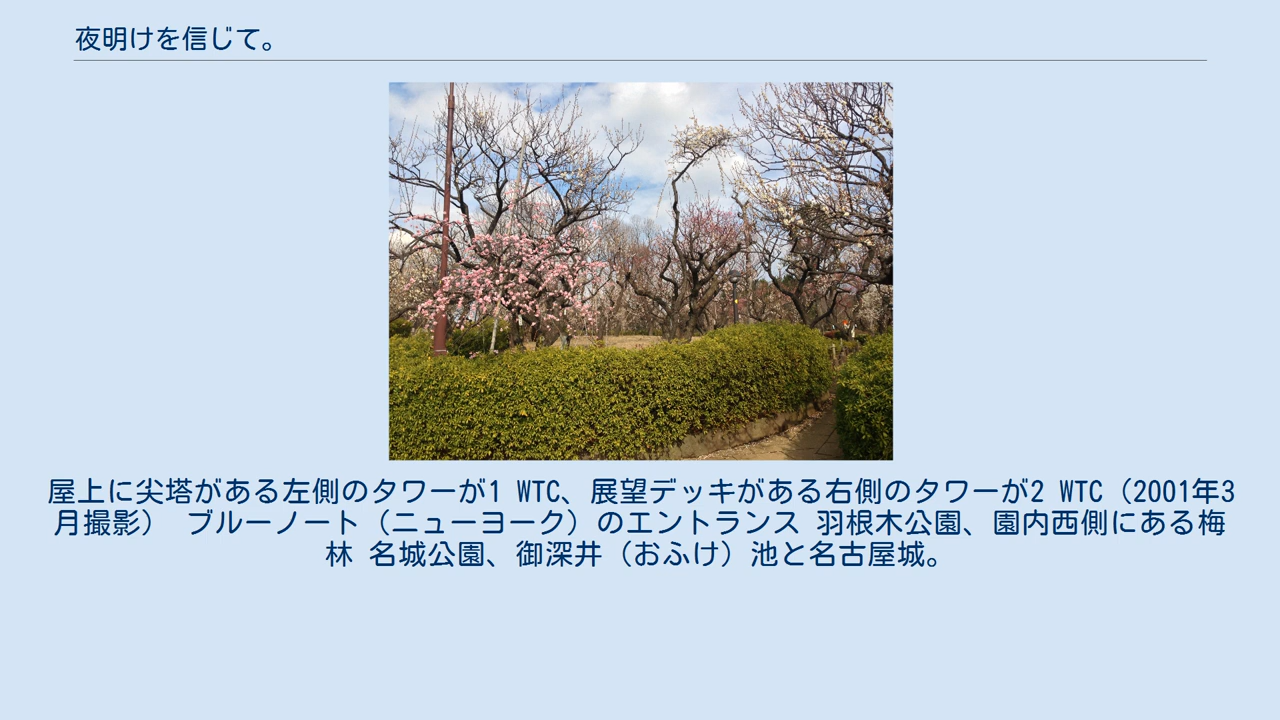 夜明けを信じて。
屋上に尖塔がある左側のタワーが1 WTC、展望デッキがある右側のタワーが2 WTC（2001年3
月撮影） ブルーノート（ニューヨーク）のエントランス 羽根木公園、園内西側にある梅
林 名城公園、御深井（おふけ）池と名古屋城。